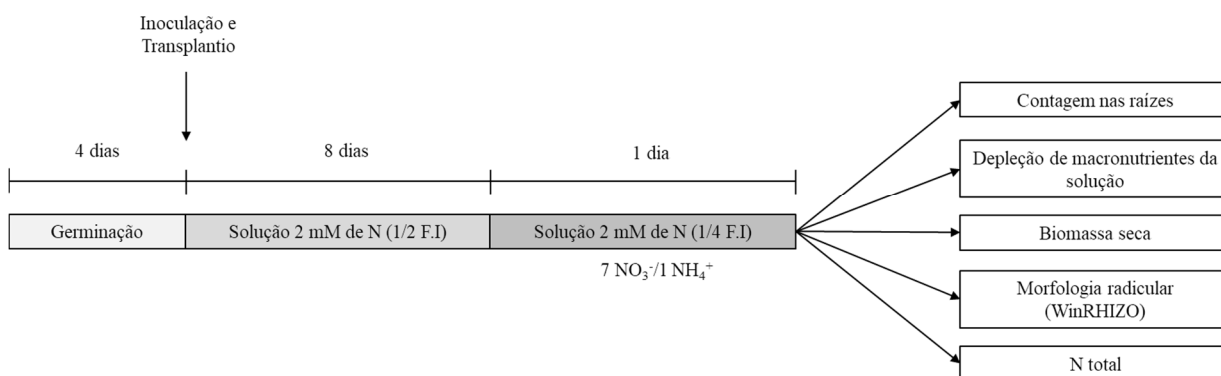 Inoculação e
Transplantio
4 dias
8 dias
1 dia
Germinação
Solução 2 mM de N (1/2 F.I)
Solução 2 mM de N (1/4 F.I)
7 NO₃⁻/1 NH₄⁺
Contagem nas raízes
Depleção de macronutrientes da
solução
Biomassa seca
Morfologia radicular
(WinRHIZO)
N total